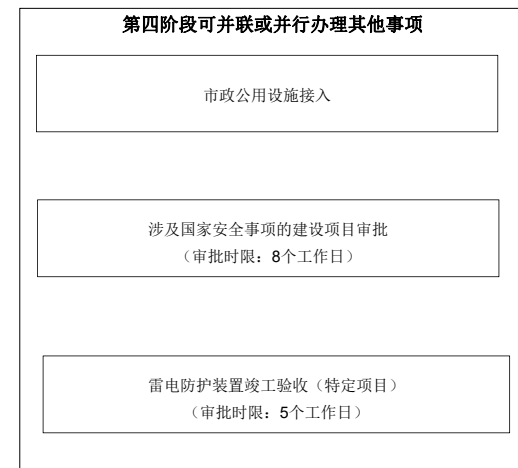 第四阶段可并联或并行办理其他事项
市政公用设施接入
涉及国家安全事项的建设项目审批
（审批时限：8个工作日）
雷电防护装置竣工验收（特定项目）
（审批时限：5个工作日）